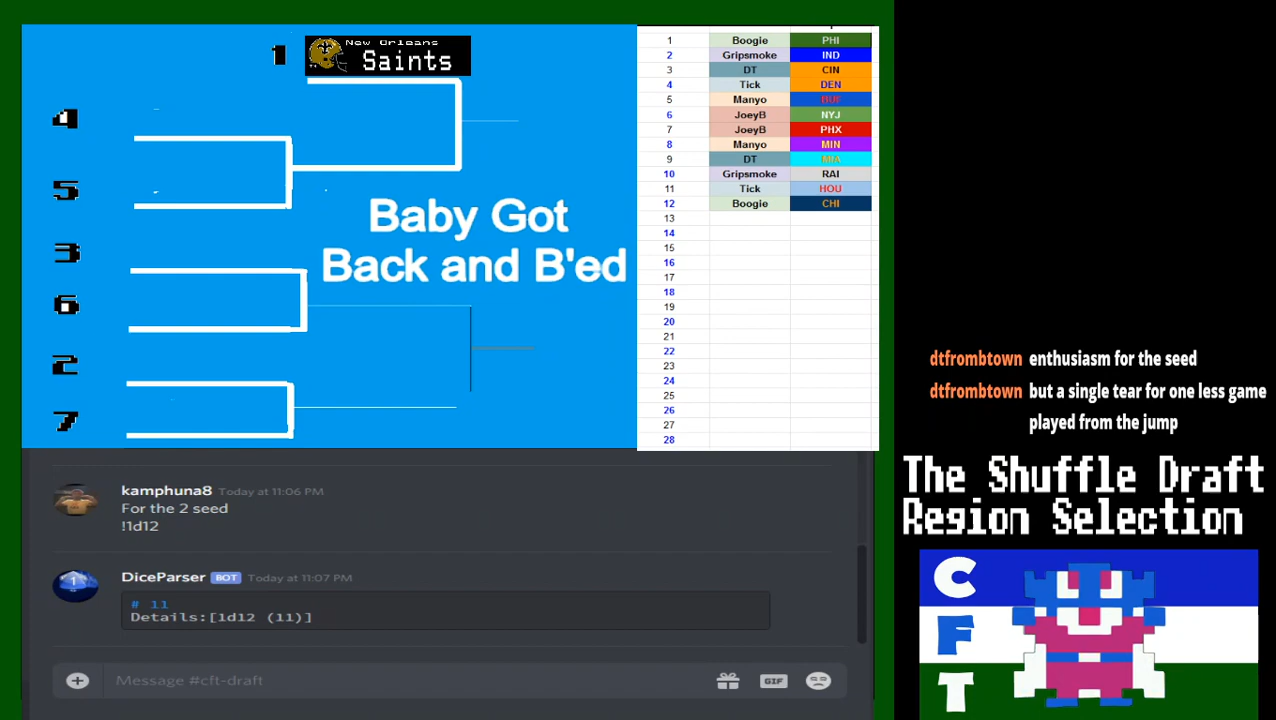 1
New Orleans
Saints
4
5
3
6
2
7
Baby Got
Back and B'ed
1 Boogie PHI
2 Gripsmoke IND
3 DT CIN
4 Tick DEN
5 Manyo BUF
6 JoeyB NYJ
7 JoeyB PHX
8 Manyo MIN
9 DT MIA
10 Gripsmoke RAI
11 Tick HOU
12 Boogie CHI
13
14
15
16
17
18
19
20
21
22
23
24
25
26
27
28
kamphuna8 Today at 11:06 PM
For the 2 seed
!1d12
DiceParser BOT Today at 11:07 PM
# 11
Details:[1d12 (11)]
Message #cft-draft
GIF
dtfrombtown enthusiasm for the seed
dtfrombtown but a single tear for one less game
played from the jump
The Shuffle Draft
Region Selection
C
F
T